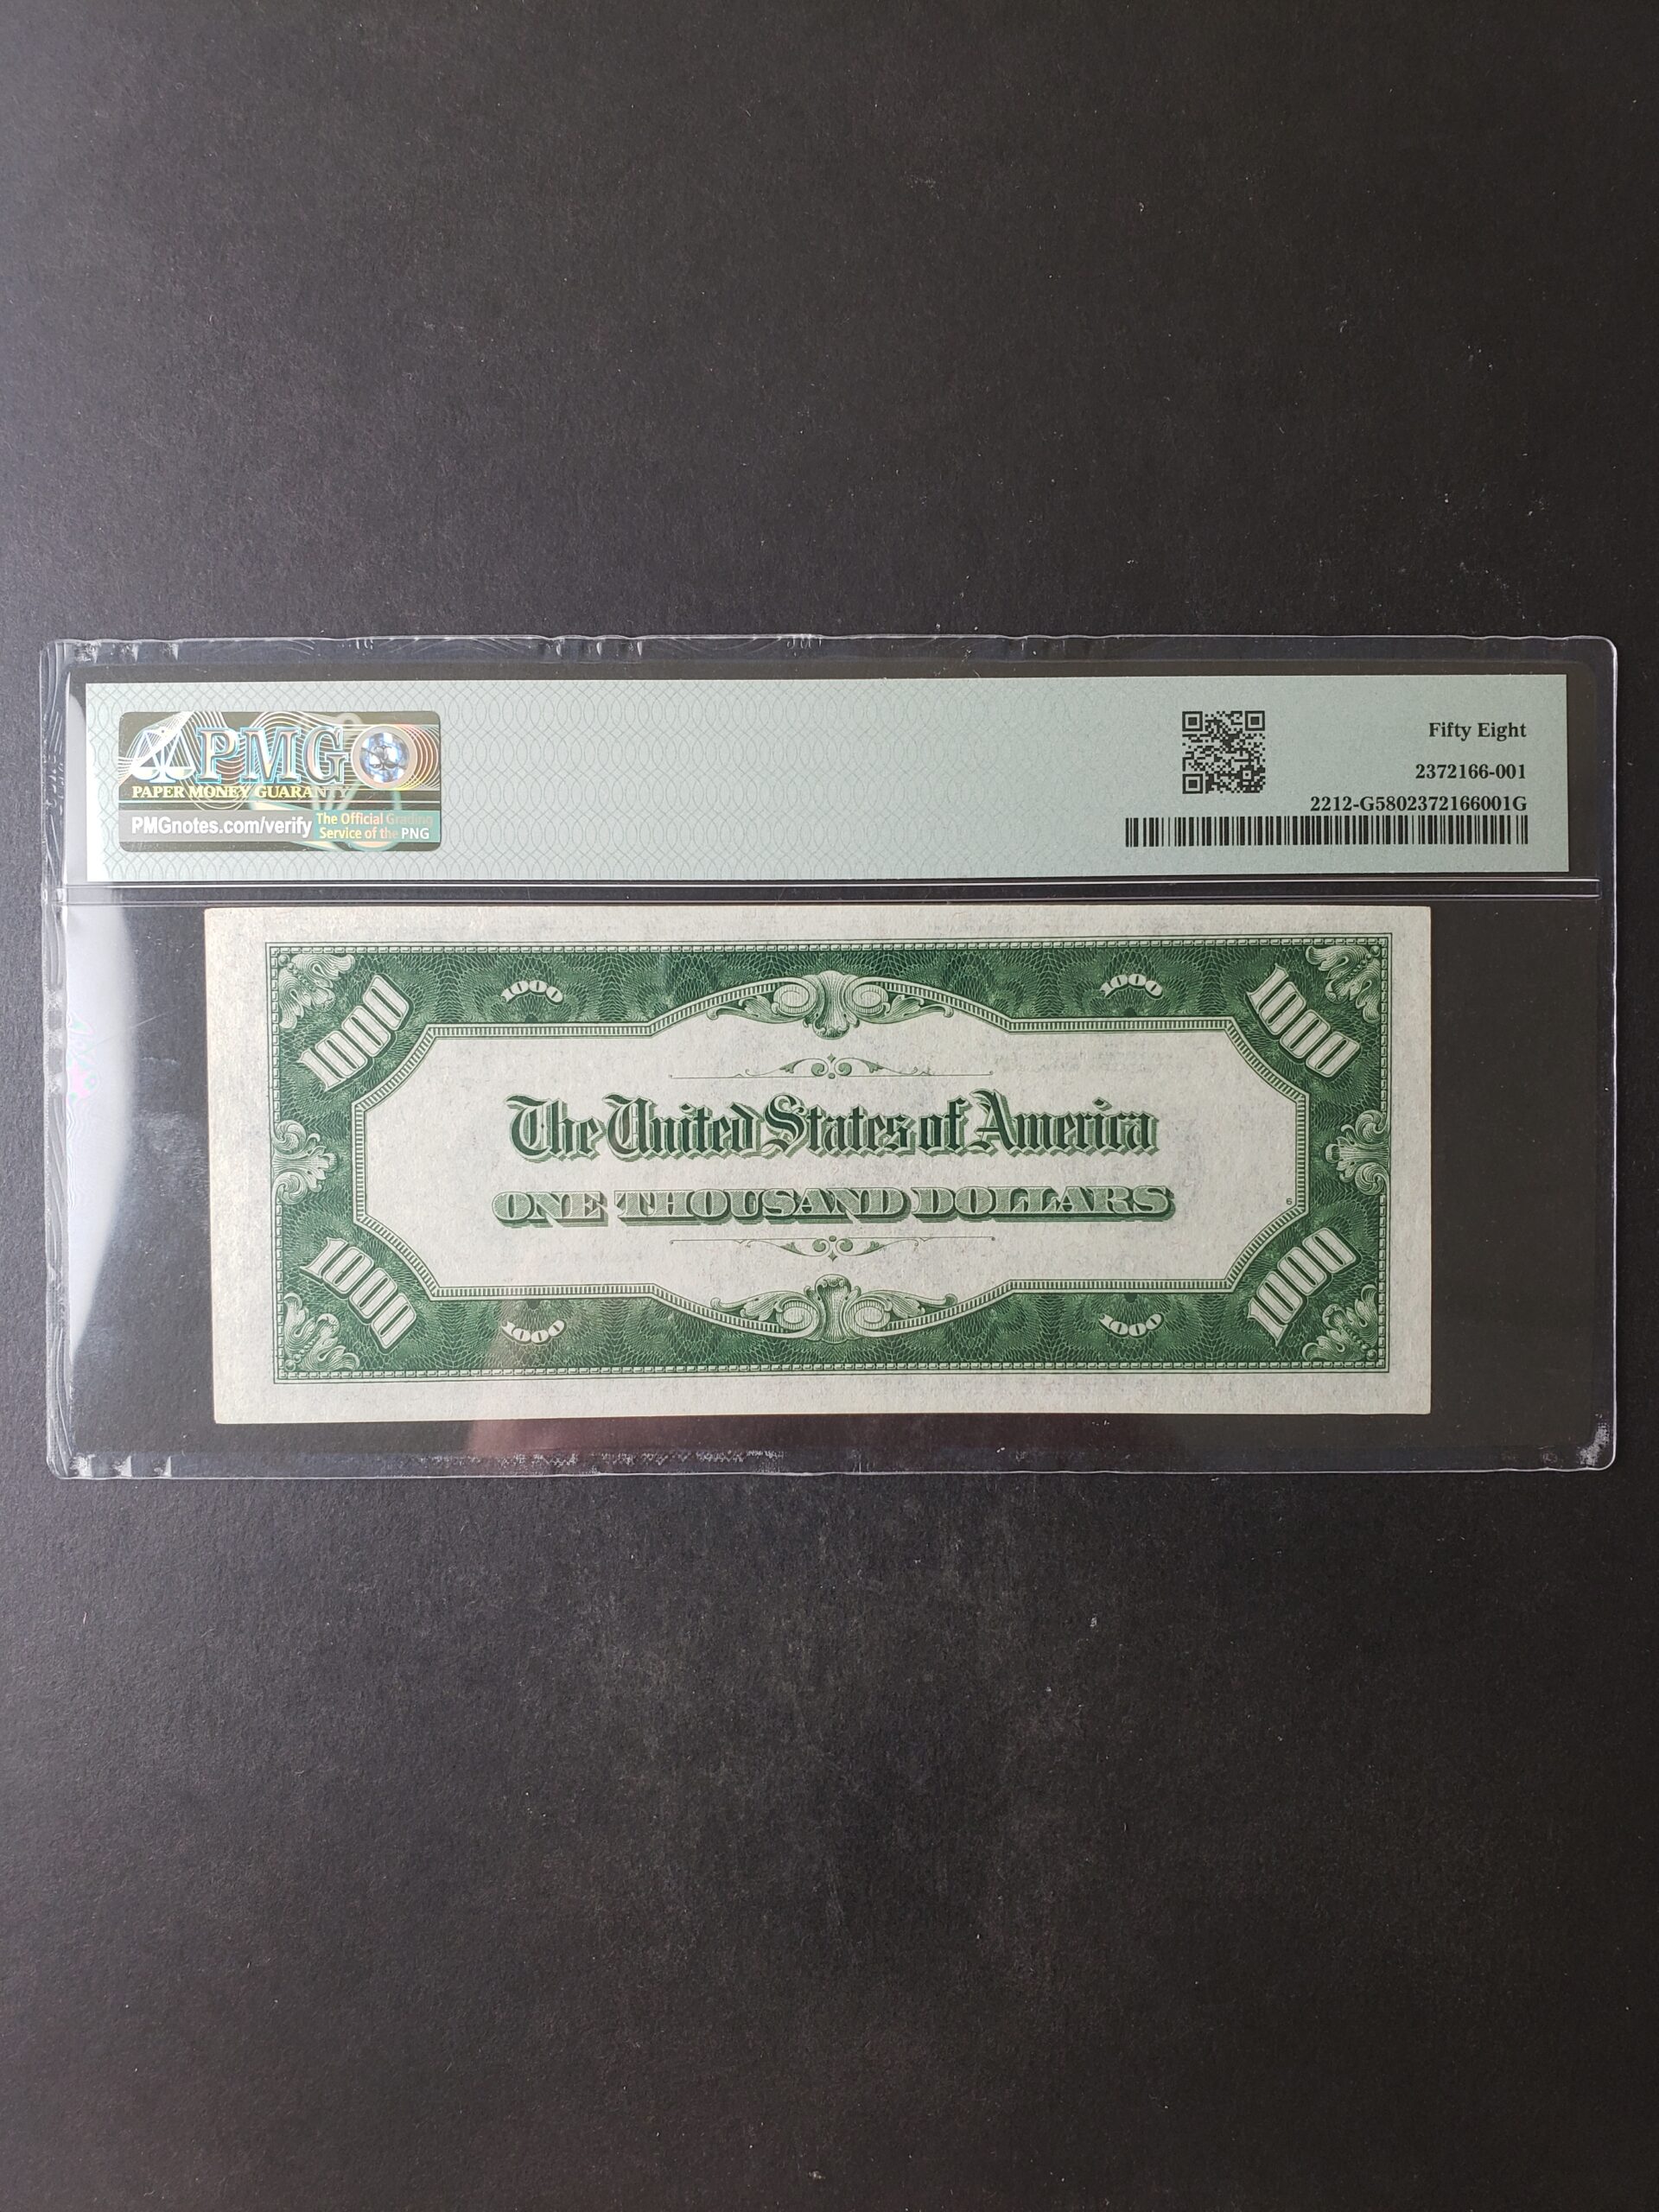 PMG
PAPER MONEY GUARANTY
PMGnotes.com/verify
The Official Grading
Service of the PNG
Fifty Eight
2372166-001
2212-G5802372166001G
1000 1000 1000 1000
The United States of America
ONE THOUSAND DOLLARS
6
1000 1000 1000 1000